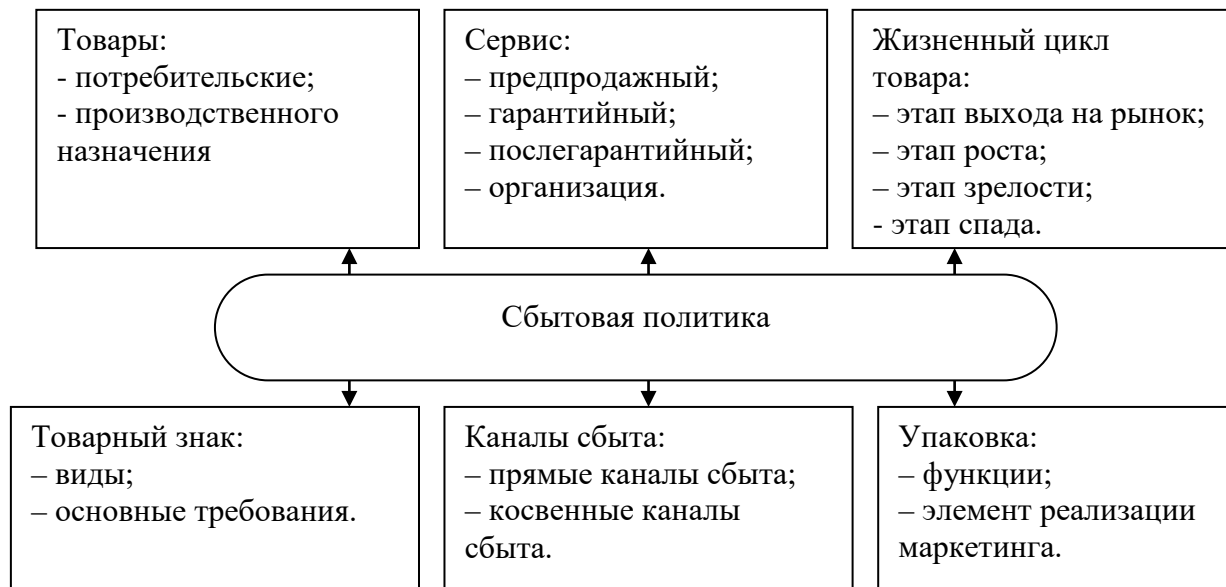 Товары:
- потребительские;
- производственного
назначения
Сервис:
– предпродажный;
– гарантийный;
– послегарантийный;
– организация.
Жизненный цикл
товара:
– этап выхода на рынок;
– этап роста;
– этап зрелости;
- этап спада.
Сбытовая политика
Товарный знак:
– виды;
– основные требования.
Каналы сбыта:
– прямые каналы сбыта;
– косвенные каналы
сбыта.
Упаковка:
– функции;
– элемент реализации
маркетинга.